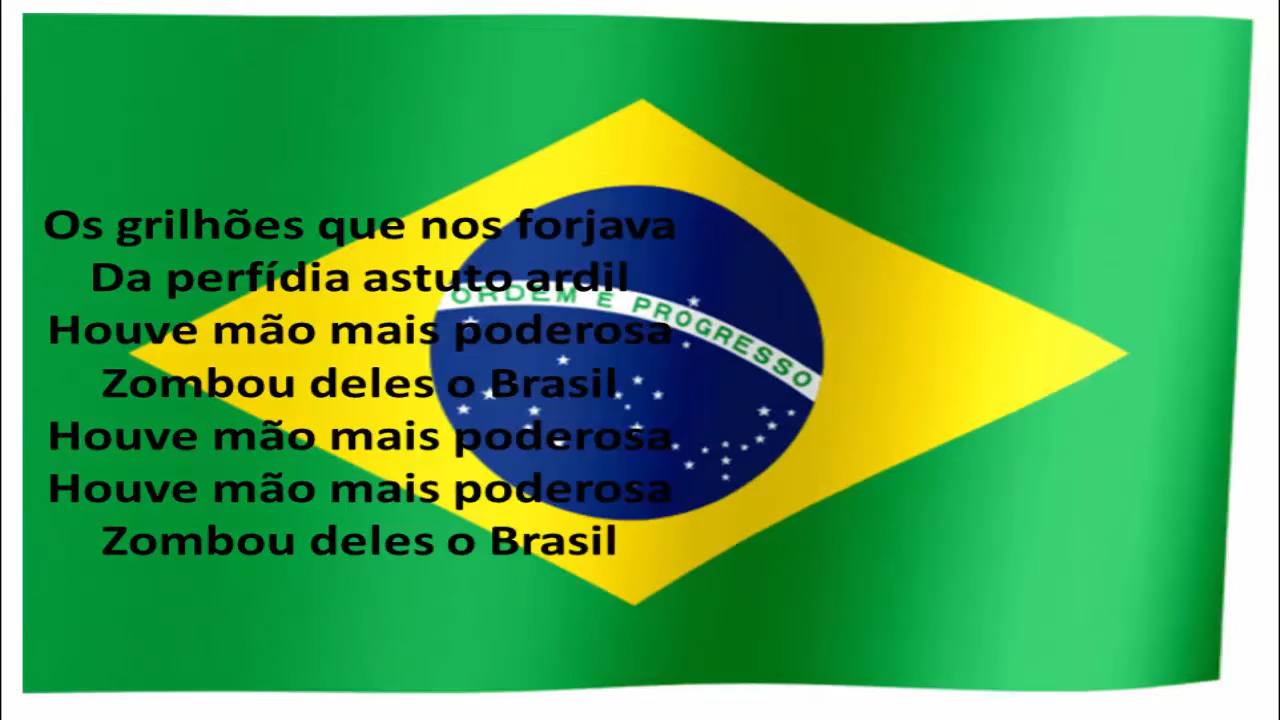 Os grilhões que nos forjava
Da perfídia astuto ardil
ORDEM E PROGRESSO
Houve mão mais poderosa
Zombou deles o Brasil
Houve mão mais poderosa
Houve mão mais poderosa
Zombou deles o Brasil